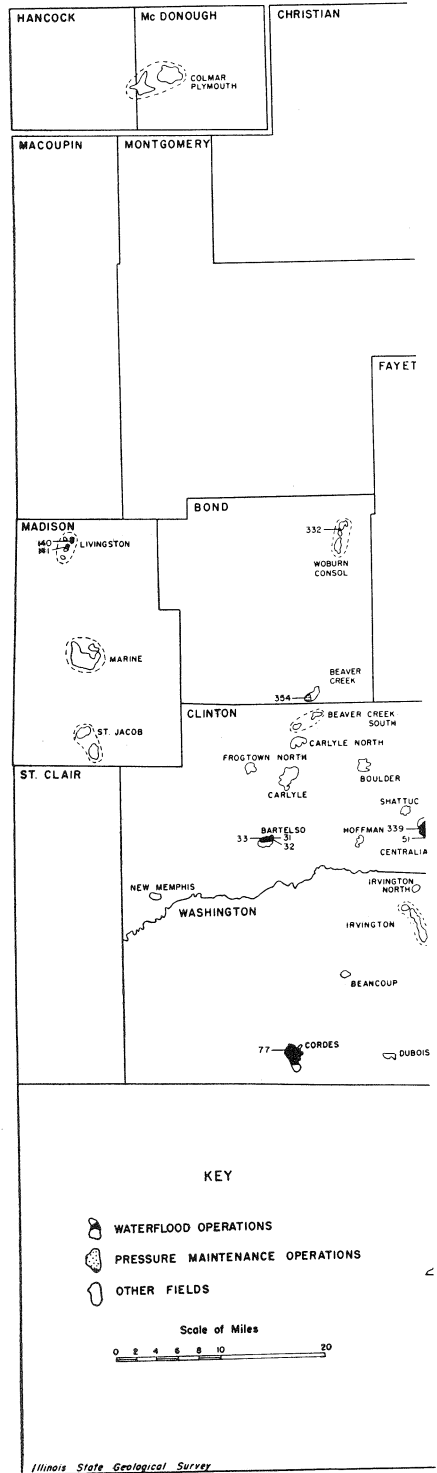 HANCOCK
Mc DONOUGH
CHRISTIAN
COLMAR
PLYMOUTH
MACOUPIN
MONTGOMERY
FAYET
BOND
MADISON
140
141
LIVINGSTON
332
WOBURN
CONSOL
MARINE
BEAVER
CREEK
354
CLINTON
BEAVER CREEK
SOUTH
ST. JACOB
CARLYLE NORTH
FROGTOWN NORTH
ST. CLAIR
CARLYLE
BOULDER
SHATTUC
BARTELSO
33
31
32
HOFFMAN
339
51
CENTRALIA
NEW MEMPHIS
IRVINGTON
NORTH
WASHINGTON
IRVINGTON
BEANCOUP
77
CORDES
DUBOIS
KEY
WATERFLOOD OPERATIONS
PRESSURE MAINTENANCE OPERATIONS
OTHER FIELDS
Scale of Miles
0 2 4 6 8 10 20
Illinois State Geological Survey